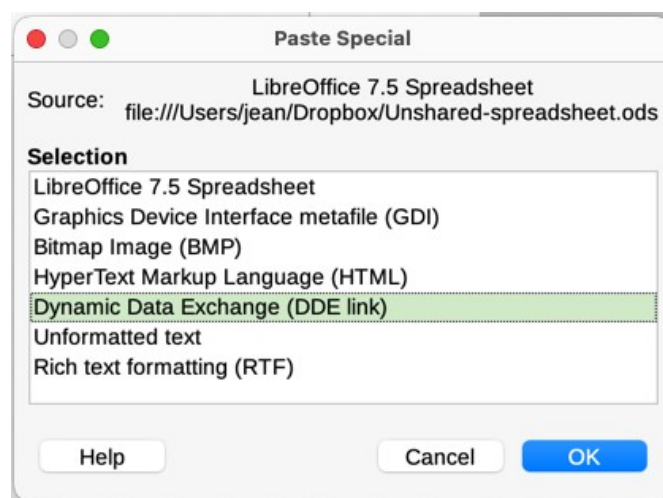 Paste Special
Source:
LibreOffice 7.5 Spreadsheet
file:///Users/jean/Dropbox/Unshared-spreadsheet.ods
Selection
LibreOffice 7.5 Spreadsheet
Graphics Device Interface metafile (GDI)
Bitmap Image (BMP)
HyperText Markup Language (HTML)
Dynamic Data Exchange (DDE link)
Unformatted text
Rich text formatting (RTF)
Help
Cancel
OK